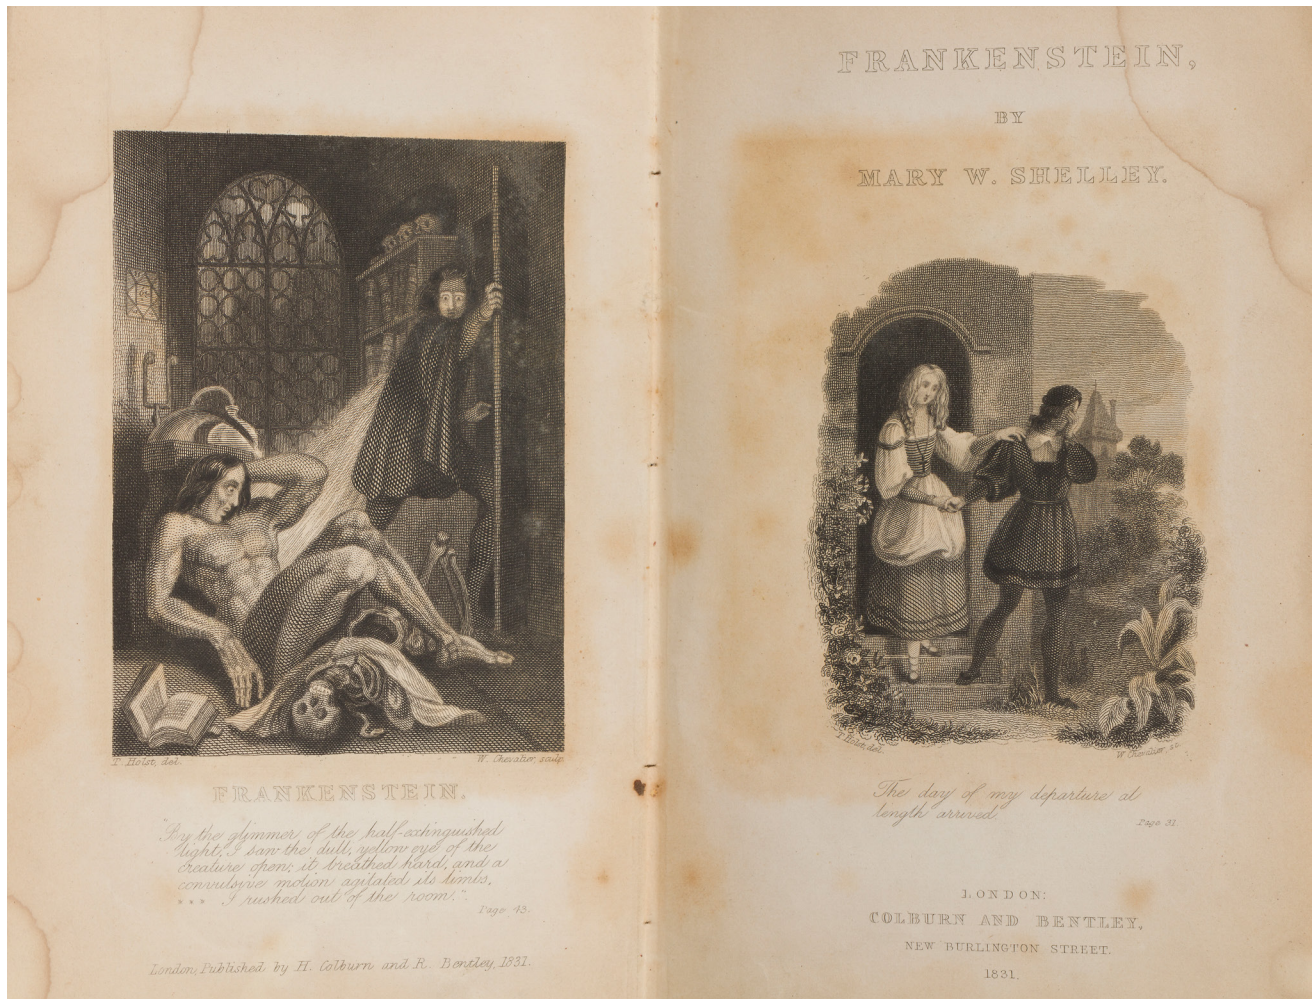 T. Holst, del.
W. Chevalier, sculp.
FRANKENSTEIN.
"By the glimmer of the half-extinguished
light, I saw the dull, yellow eye of the
creature open; it breathed hard, and a
convulsive motion agitated its limbs,
*** I rushed out of the room."
Page 43.
London, Published by H. Colburn and R. Bentley, 1831.
FRANKENSTEIN,
BY
MARY W. SHELLEY.
T. Holst, del.
W. Chevalier, sc.
The day of my departure at
length arrived.
Page 31.
LONDON:
COLBURN AND BENTLEY,
NEW BURLINGTON STREET.
1831.